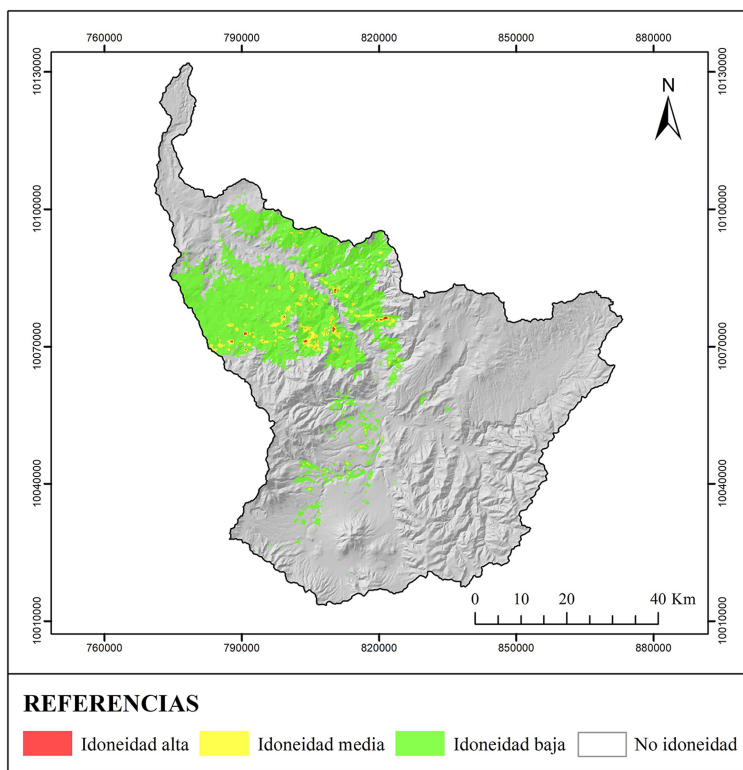 760000 790000 820000 850000 880000
10130000 10130000
N
10100000 10100000
10070000 10070000
10040000 10040000
0 10 20 40 Km
10010000 10010000
760000 790000 820000 850000 880000
REFERENCIAS
Idoneidad alta Idoneidad media Idoneidad baja No idoneidad